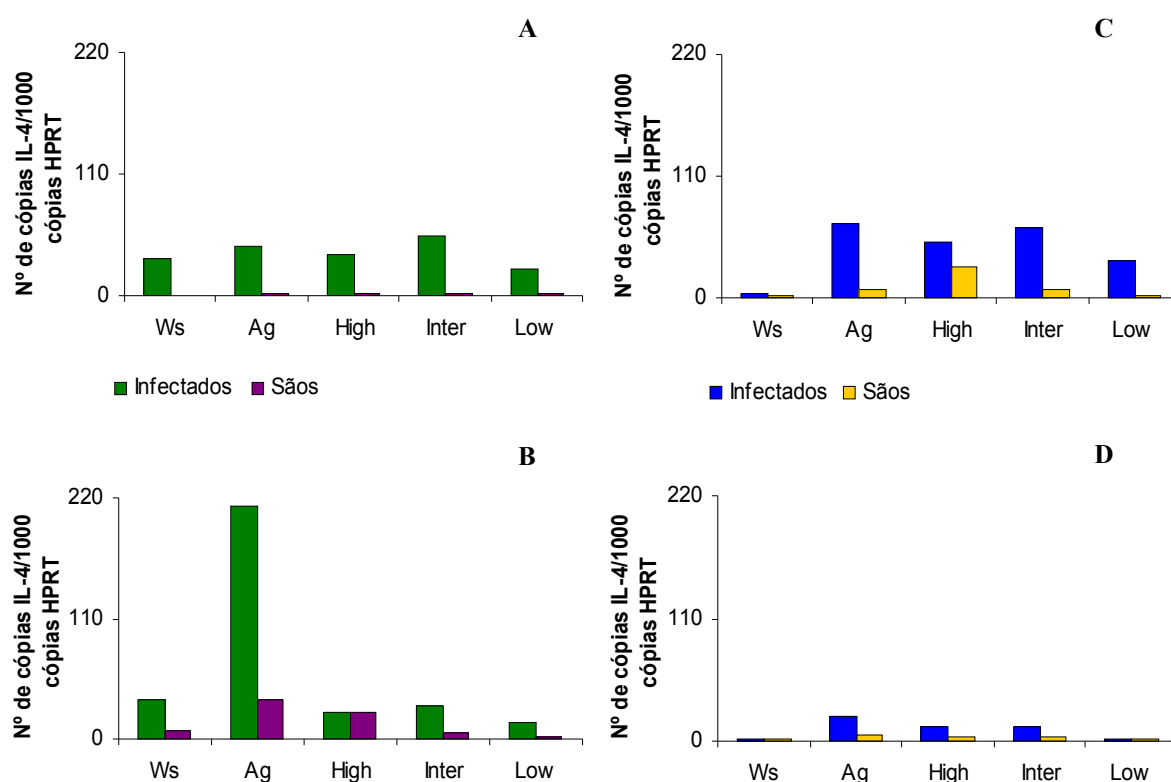 A
Nº de cópias IL-4/1000
cópias HPRT
220
110
0
Ws Ag High Inter Low
Infectados Sãos
C
Nº de cópias IL-4/1000
cópias HPRT
220
110
0
Ws Ag High Inter Low
Infectados Sãos
B
Nº de cópias IL-4/1000
cópias HPRT
220
110
0
Ws Ag High Inter Low
D
Nº de cópias IL-4/1000
cópias HPRT
220
110
0
Ws Ag High Inter Low